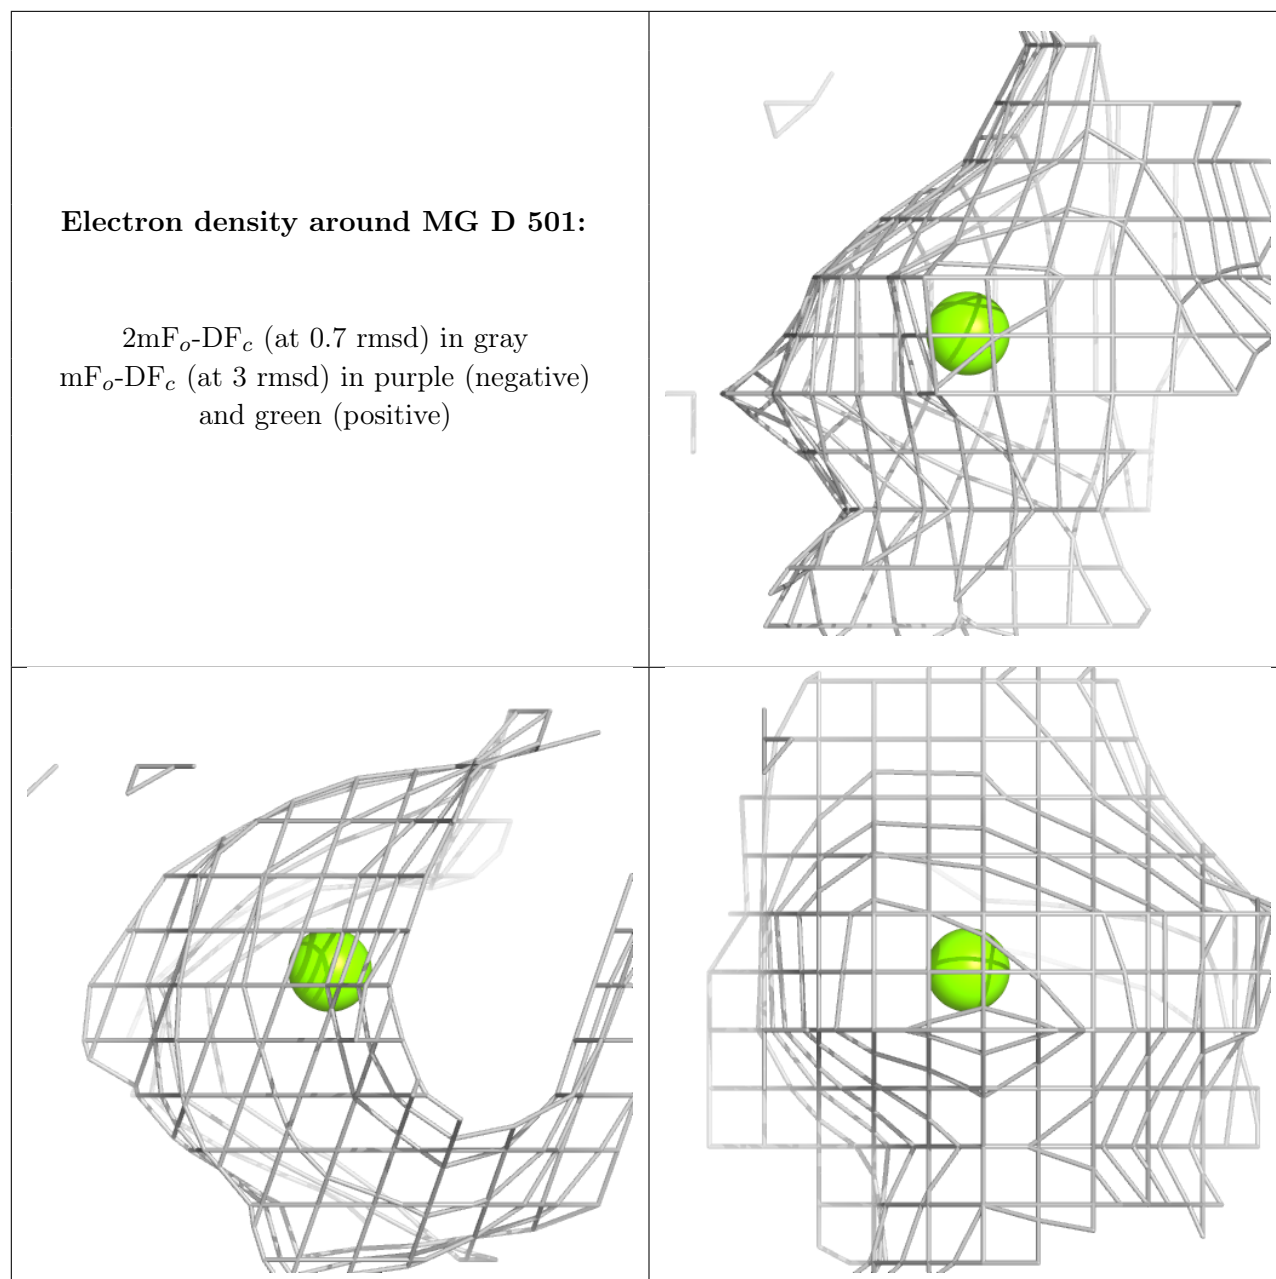 Electron density around MG D 501:
2mFo-DFc (at 0.7 rmsd) in gray
mFo-DFc (at 3 rmsd) in purple (negative)
and green (positive)